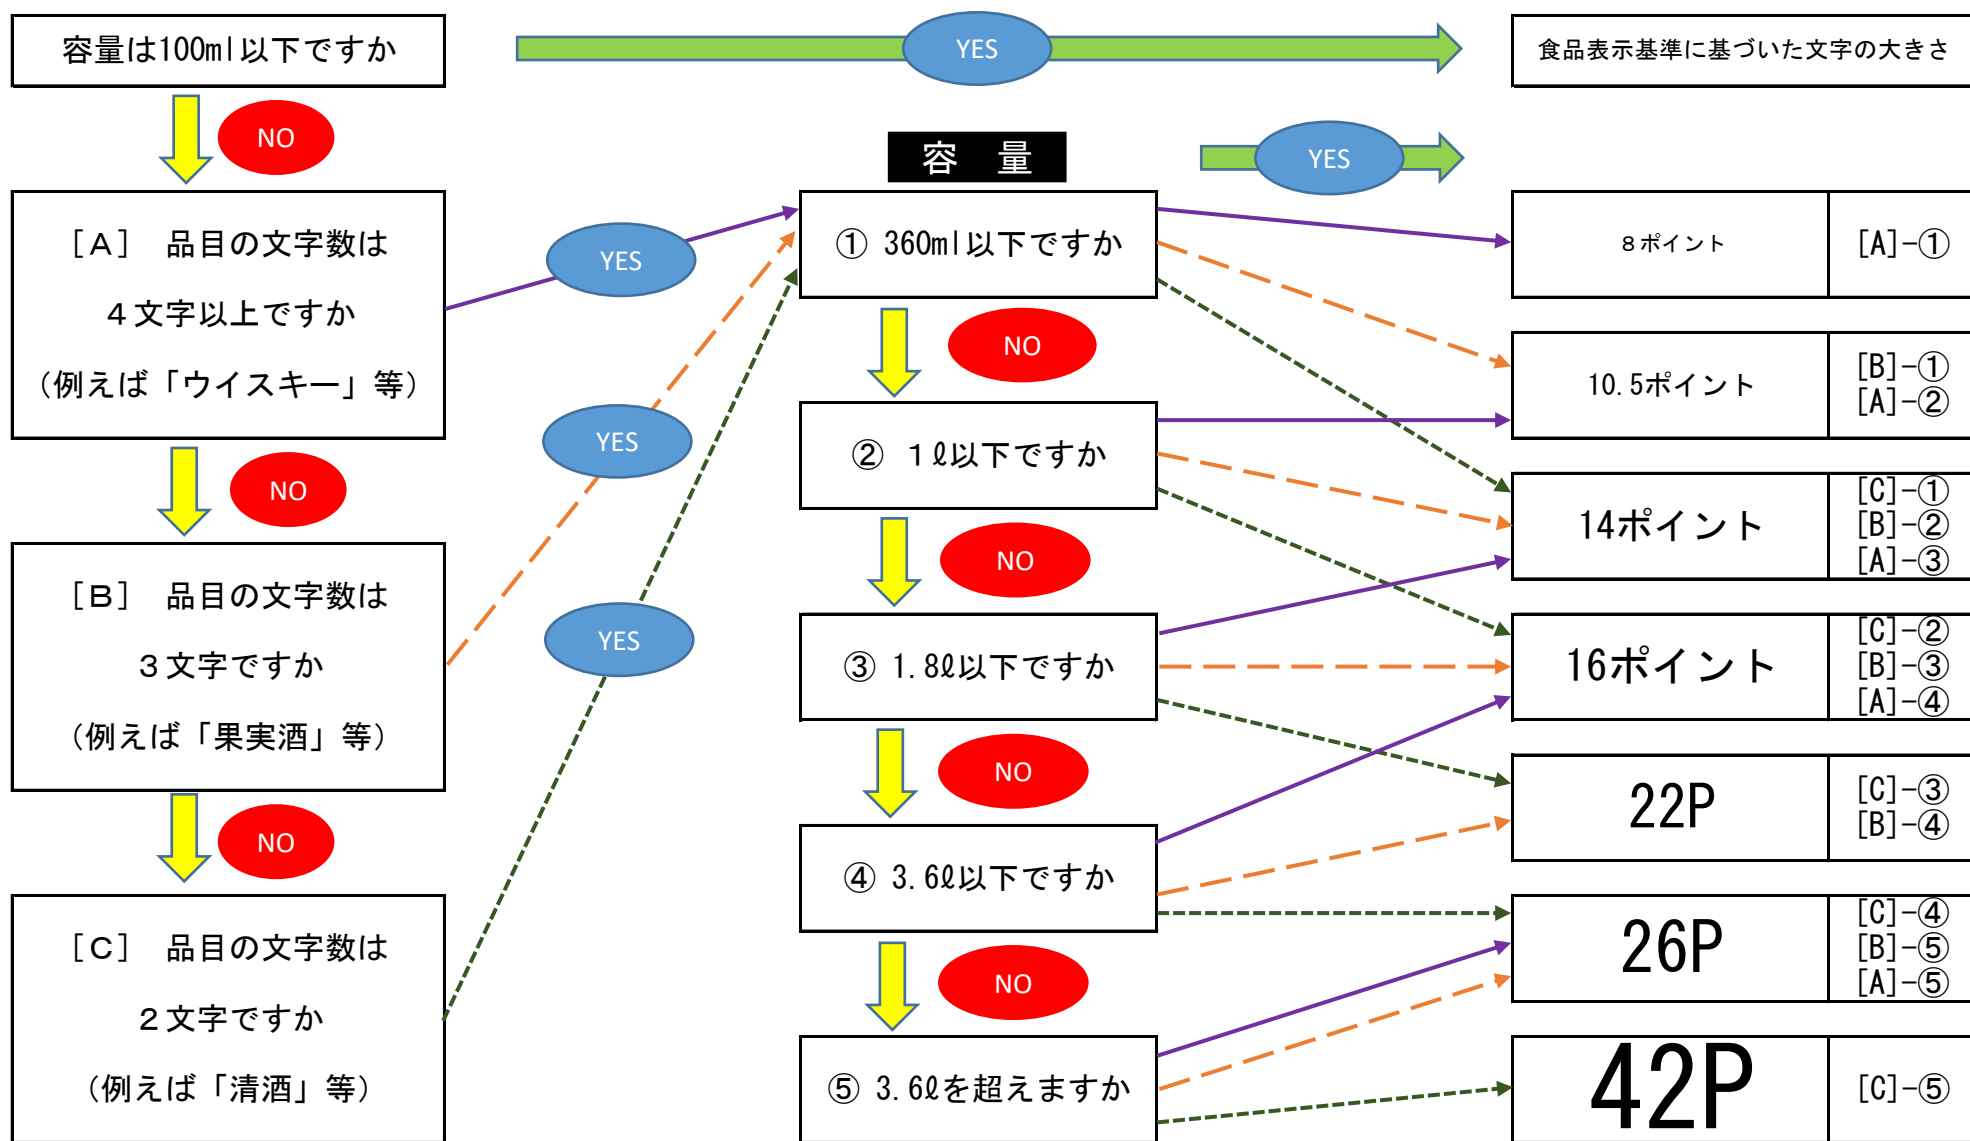 容量は100ml以下ですか
YES
食品表示基準に基づいた文字の大きさ
NO
容 量
YES
［Ａ］ 品目の文字数は
４文字以上ですか
（例えば「ウイスキー」等）
YES
① 360ml以下ですか
８ポイント
[A]-①
NO
10.5ポイント
[B]-①
[A]-②
YES
② １ℓ以下ですか
NO
14ポイント
[C]-①
[B]-②
[A]-③
NO
［Ｂ］ 品目の文字数は
３文字ですか
（例えば「果実酒」等）
YES
③ 1.8ℓ以下ですか
16ポイント
[C]-②
[B]-③
[A]-④
NO
22P
[C]-③
[B]-④
NO
④ 3.6ℓ以下ですか
［Ｃ］ 品目の文字数は
２文字ですか
（例えば「清酒」等）
26P
[C]-④
[B]-⑤
[A]-⑤
NO
⑤ 3.6ℓを超えますか
42P
[C]-⑤